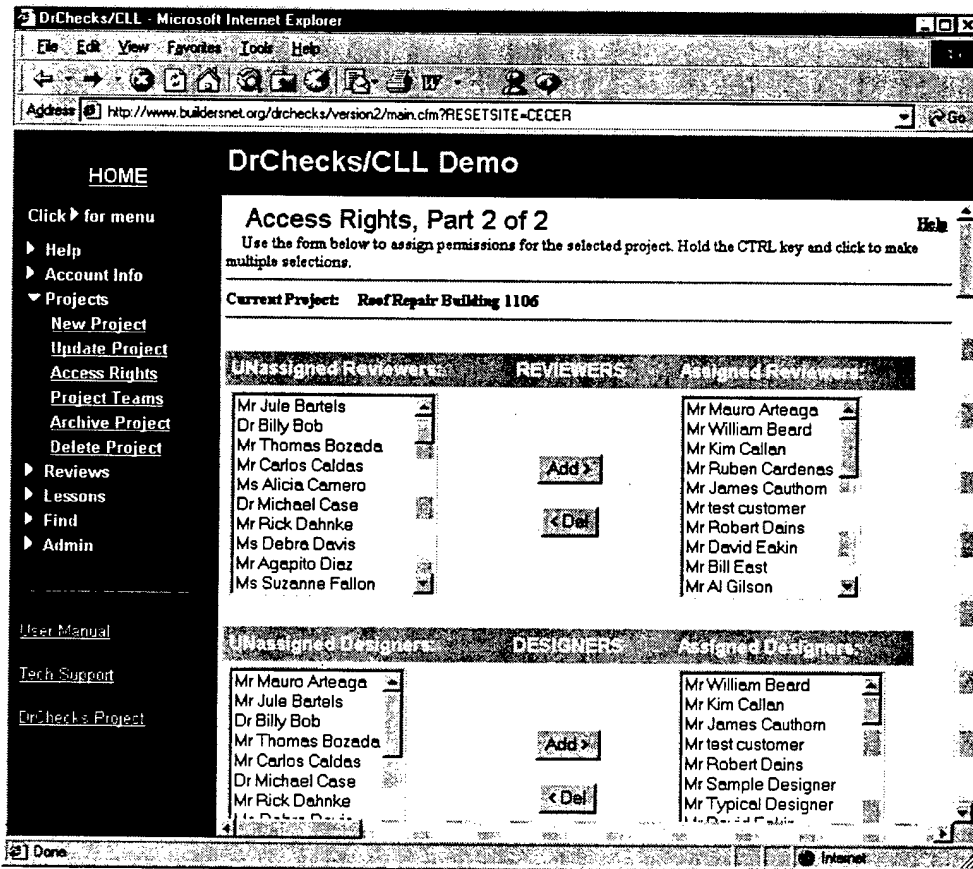 DrChecks/CLL - Microsoft Internet Explorer
File Edit View Favorites Tools Help
Address http://www.buildersnet.org/drchecks/version2/main.cfm?RESETSITE=CECER Go
HOME
Click for menu
Help
Account Info
Projects
New Project
Update Project
Access Rights
Project Teams
Archive Project
Delete Project
Reviews
Lessons
Find
Admin
User Manual
Tech Support
DrChecks Project
DrChecks/CLL Demo
Access Rights, Part 2 of 2
Help
Use the form below to assign permissions for the selected project. Hold the CTRL key and click to make
multiple selections.
Current Project: Roof Repair Building 1106
UNassigned Reviewers: REVIEWERS Assigned Reviewers:
Mr Jule Bartels
Dr Billy Bob
Mr Thomas Bozada
Mr Carlos Caldas
Ms Alicia Camero
Dr Michael Case
Mr Rick Dahnke
Ms Debra Davis
Mr Agapito Diaz
Ms Suzanne Fallon
Add >
< Del
Mr Mauro Arteaga
Mr William Beard
Mr Kim Callan
Mr Ruben Cardenas
Mr James Cauthorn
Mr test customer
Mr Robert Dains
Mr David Eakin
Mr Bill East
Mr Al Gilson
UNassigned Designers: DESIGNERS Assigned Designers:
Mr Mauro Arteaga
Mr Jule Bartels
Dr Billy Bob
Mr Thomas Bozada
Mr Carlos Caldas
Dr Michael Case
Mr Rick Dahnke
Ms Debra Davis
Add >
< Del
Mr William Beard
Mr Kim Callan
Mr James Cauthorn
Mr test customer
Mr Robert Dains
Mr Sample Designer
Mr Typical Designer
Mr David Eakin
Done Internet